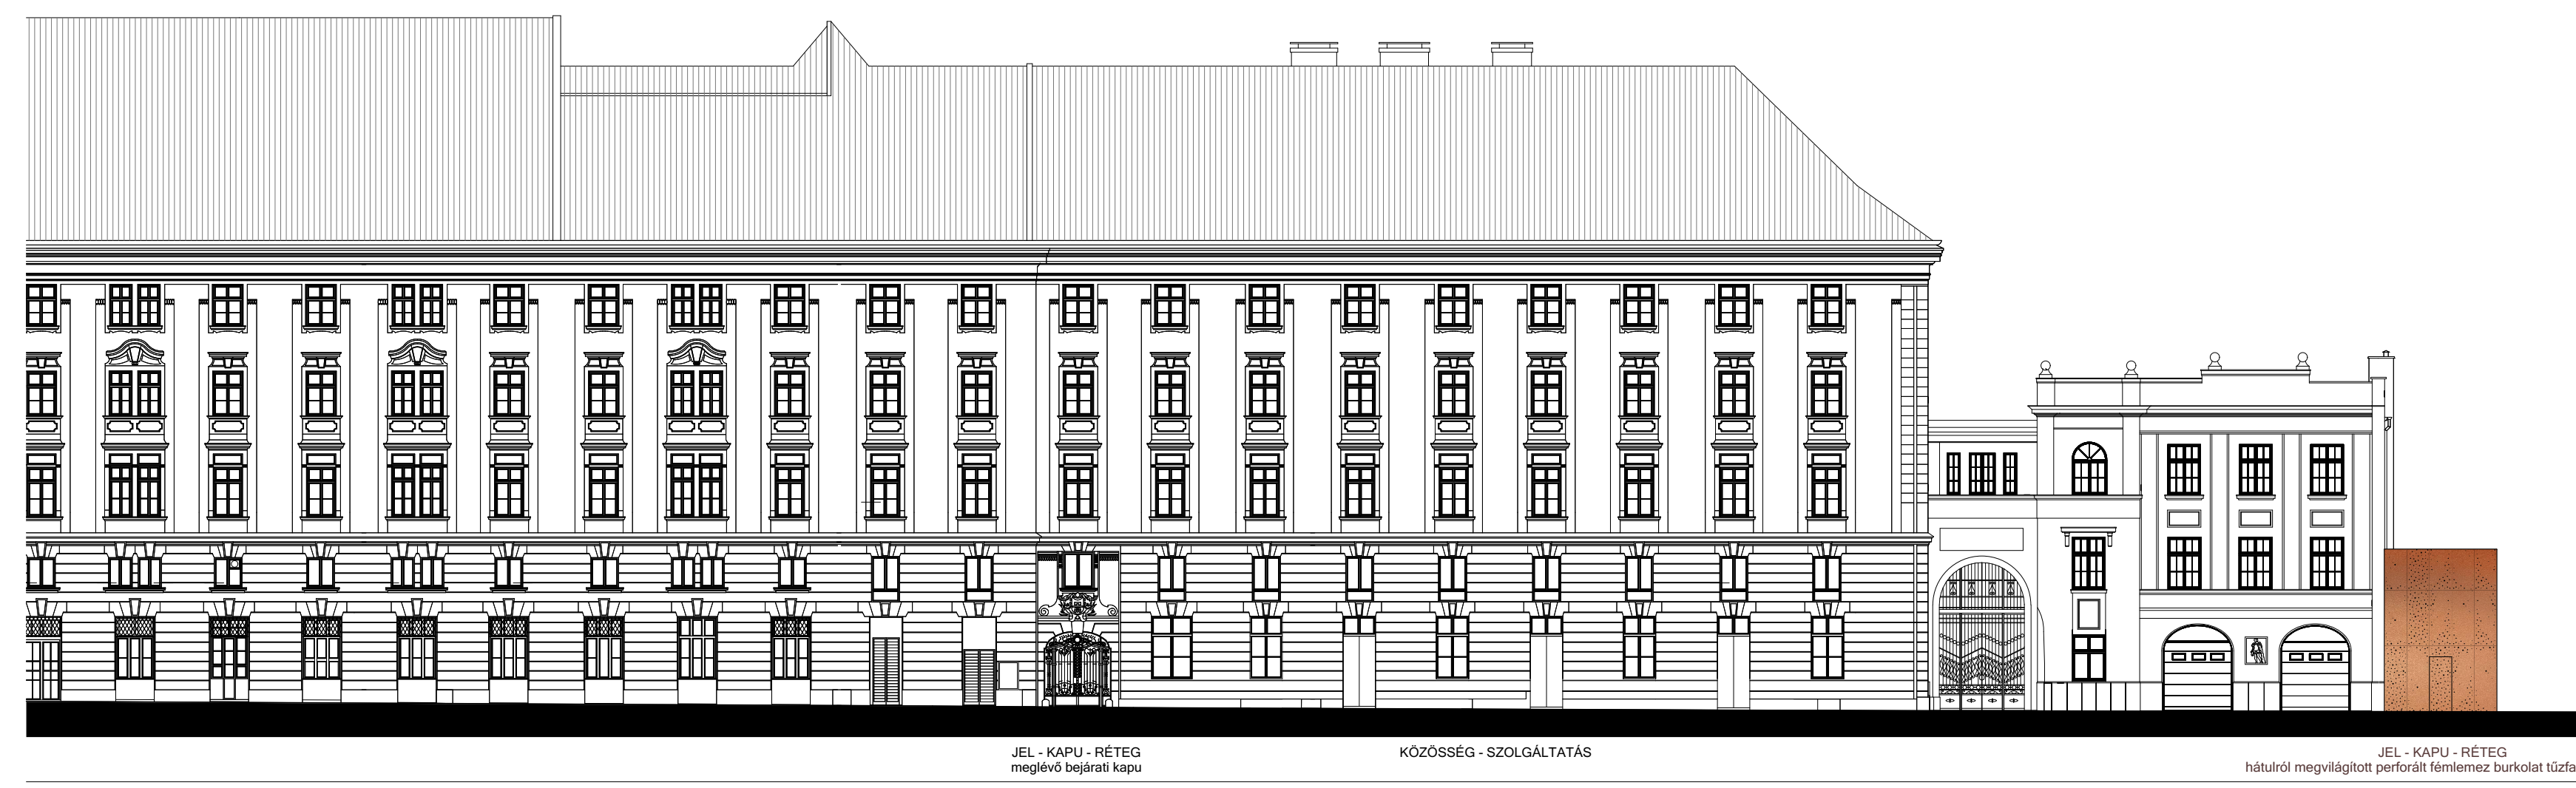 JEL - KAPU - RÉTEG
meglévő bejárati kapu
KÖZÖSSÉG - SZOLGÁLTATÁS
JEL - KAPU - RÉTEG
hátulról megvilágított perforált fémlemez burkolat tűzfa